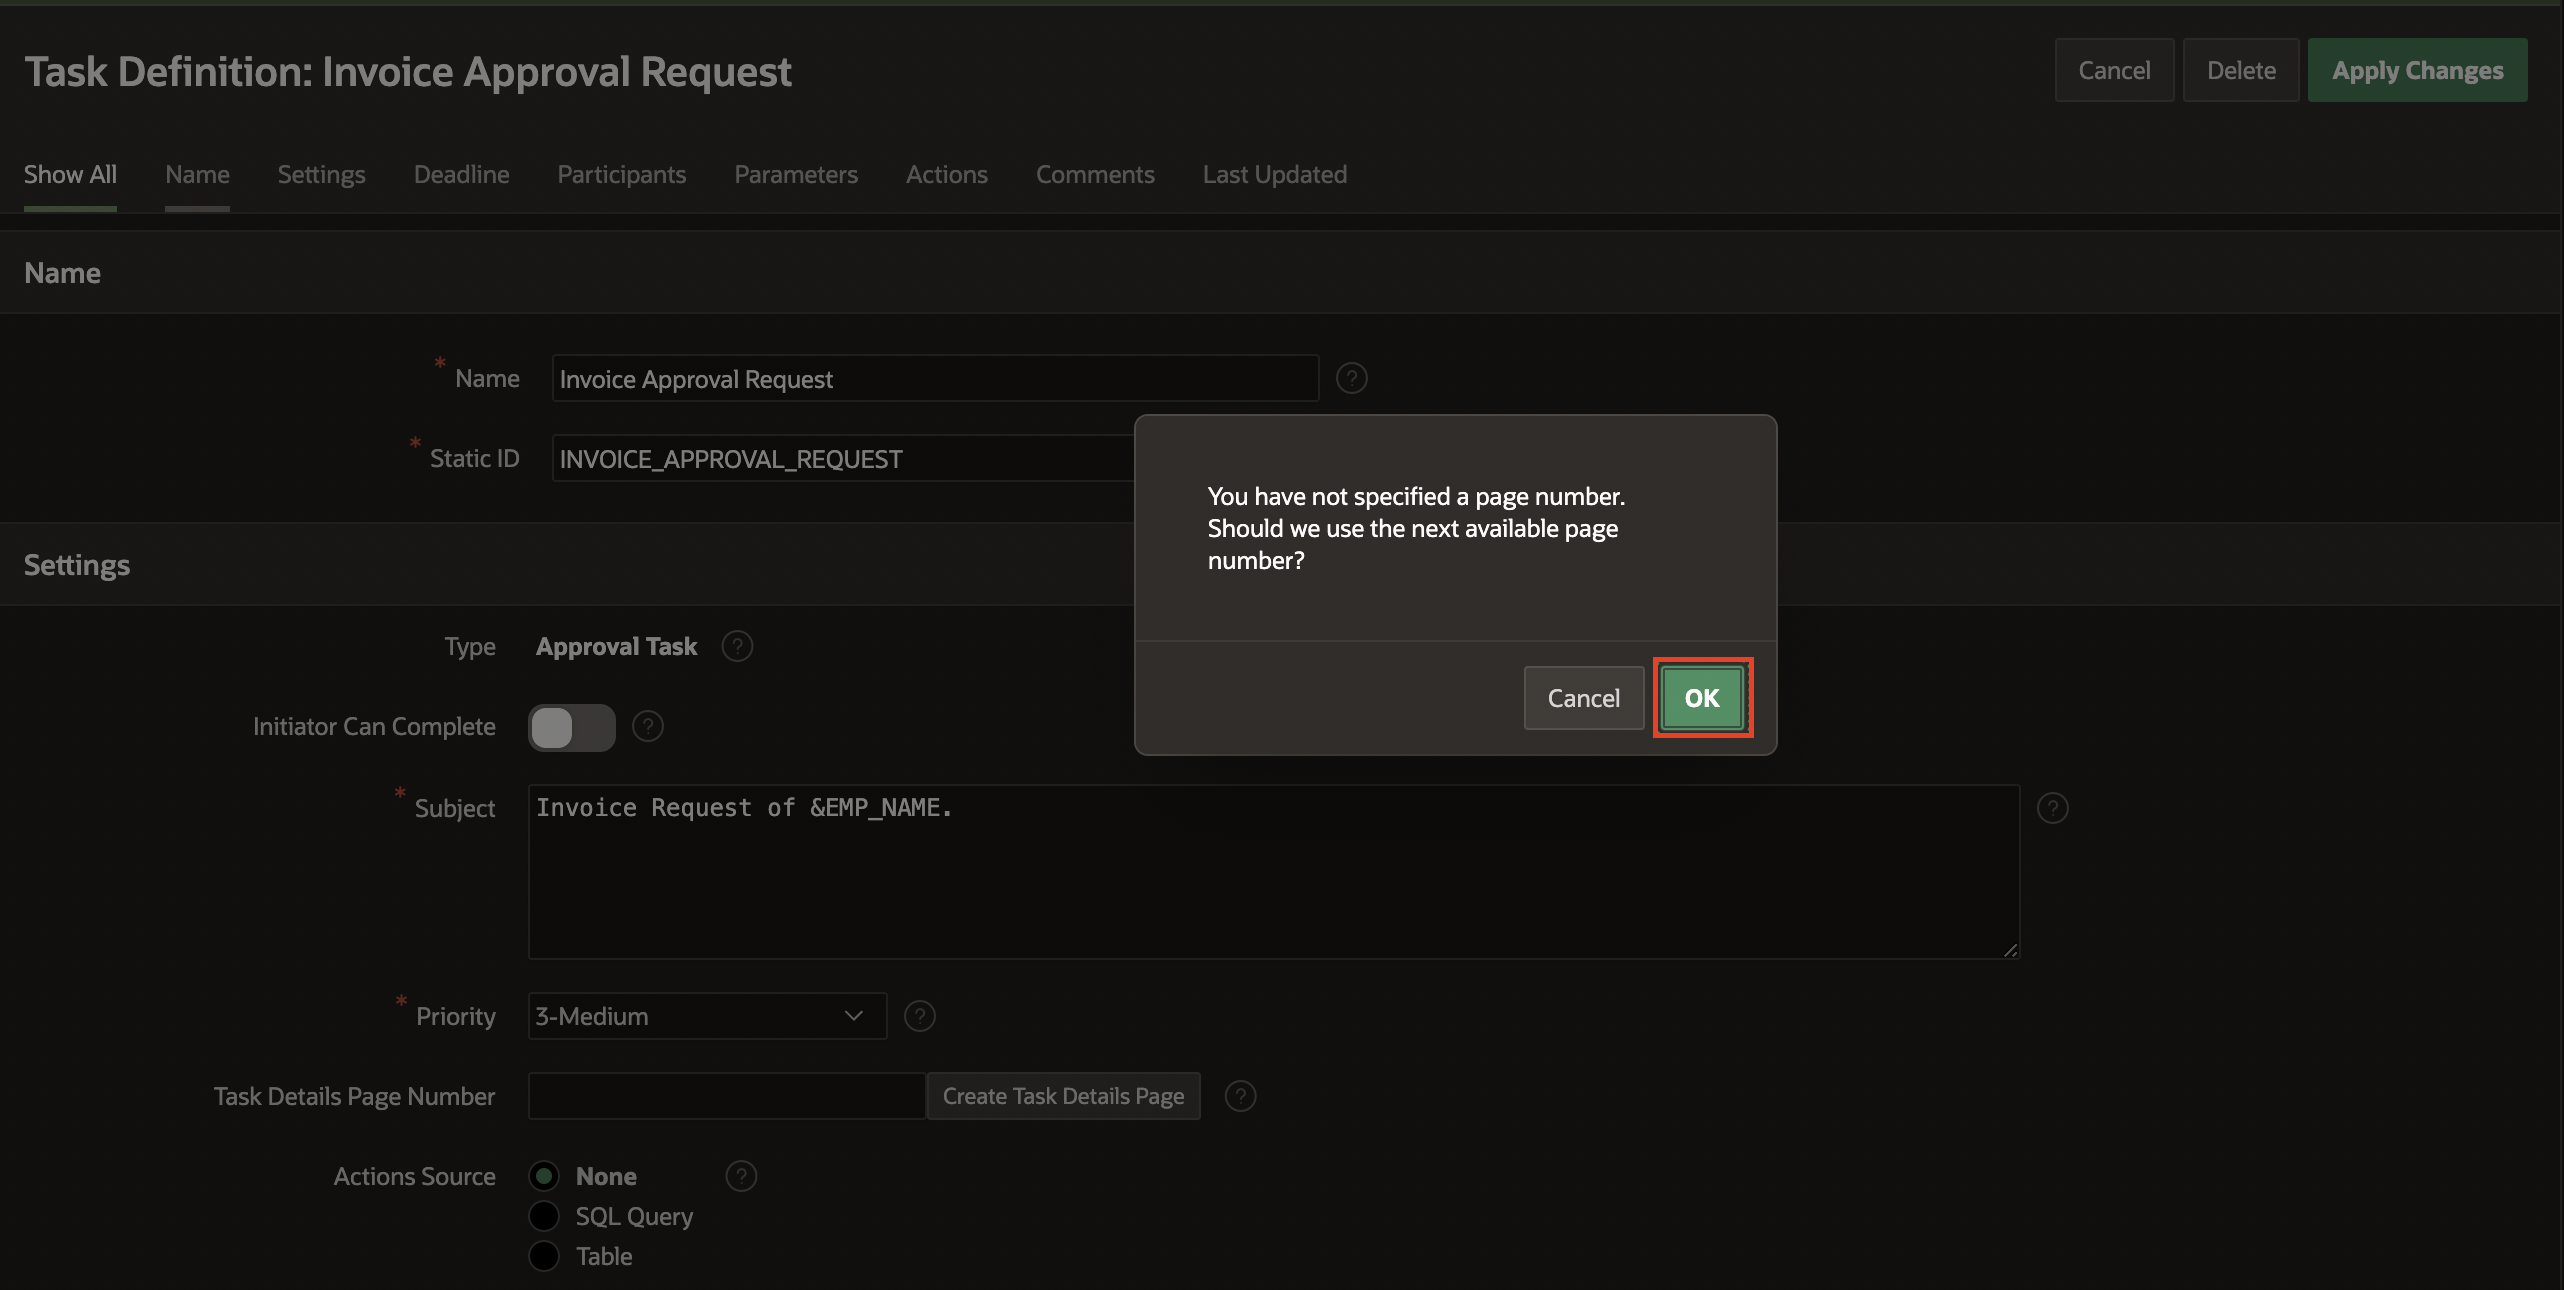 Task Definition: Invoice Approval Request
Cancel
Delete
Apply Changes
Show All
Name
Settings
Deadline
Participants
Parameters
Actions
Comments
Last Updated
Name
* Name
Invoice Approval Request
?
* Static ID
INVOICE_APPROVAL_REQUEST
You have not specified a page number.
Should we use the next available page
number?
Cancel
OK
Settings
Type
Approval Task
?
Initiator Can Complete
?
* Subject
Invoice Request of &EMP_NAME.
?
* Priority
3-Medium
?
Task Details Page Number
Create Task Details Page
?
Actions Source
None
?
SQL Query
Table